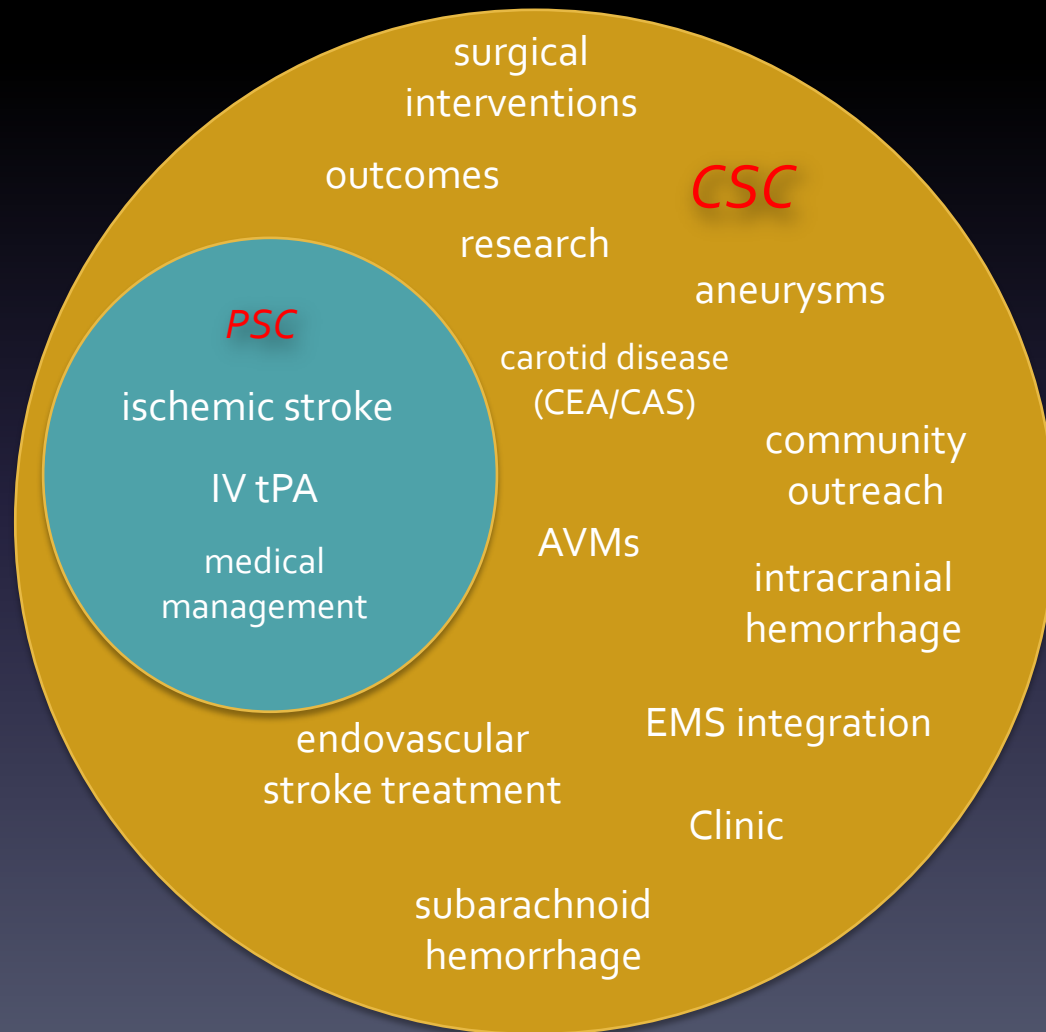 surgical
interventions
outcomes
CSC
research
aneurysms
PSC
ischemic stroke
IV tPA
medical
management
carotid disease
(CEA/CAS)
community
outreach
AVMs
intracranial
hemorrhage
endovascular
stroke treatment
EMS integration
Clinic
subarachnoid
hemorrhage